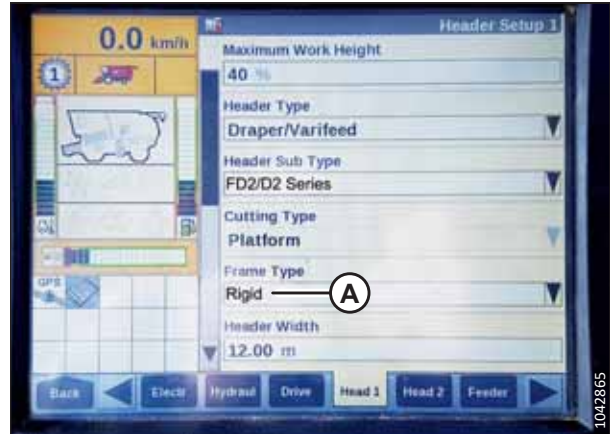 0.0 km/h
Header Setup 1
1
Maximum Work Height
40 %
Header Type
Draper/Varifeed
Header Sub Type
FD2/D2 Series
Cutting Type
Platform
GPS
Frame Type
Rigid
A
Header Width
12.00 m
Back
Electr
Hydraul
Drive
Head 1
Head 2
Feeder
1042865